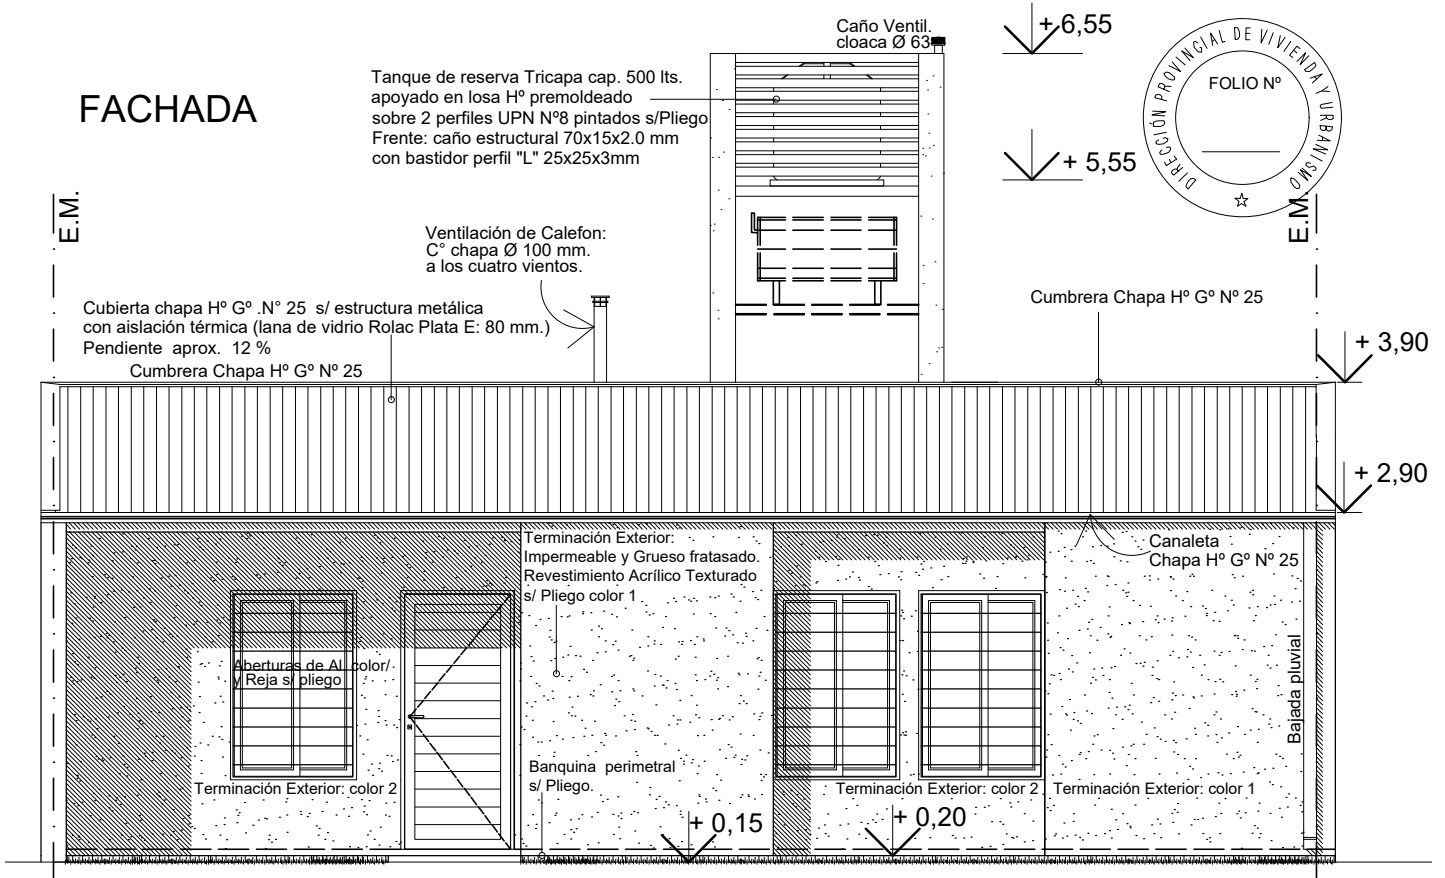 FACHADA
Caño Ventil.
cloaca Ø 63
+ 6,55
DIRECCIÓN PROVINCIAL DE VIVIENDA Y URBANISMO
FOLIO Nº
Tanque de reserva Tricapa cap. 500 lts.
apoyado en losa Hº premoldeado
sobre 2 perfiles UPN Nº8 pintados s/Pliego
Frente: caño estructural 70x15x2.0 mm
con bastidor perfil "L" 25x25x3mm
+ 5,55
E.M.
E.M.
Ventilación de Calefon:
C° chapa Ø 100 mm.
a los cuatro vientos.
Cubierta chapa Hº Gº .N° 25 s/ estructura metálica
con aislación térmica (lana de vidrio Rolac Plata E: 80 mm.)
Pendiente aprox. 12 %
Cumbrera Chapa Hº Gº Nº 25
Cumbrera Chapa Hº Gº Nº 25
+ 3,90
+ 2,90
Terminación Exterior:
Impermeable y Grueso fratasado.
Revestimiento Acrílico Texturado
s/ Pliego color 1
Canaleta
Chapa Hº Gº Nº 25
Aberturas de Al. color/
y Reja s/ pliego
Bajada pluvial
Banquina perimetral
s/ Pliego.
Terminación Exterior: color 2
Terminación Exterior: color 2
Terminación Exterior: color 1
+ 0,15
+ 0,20